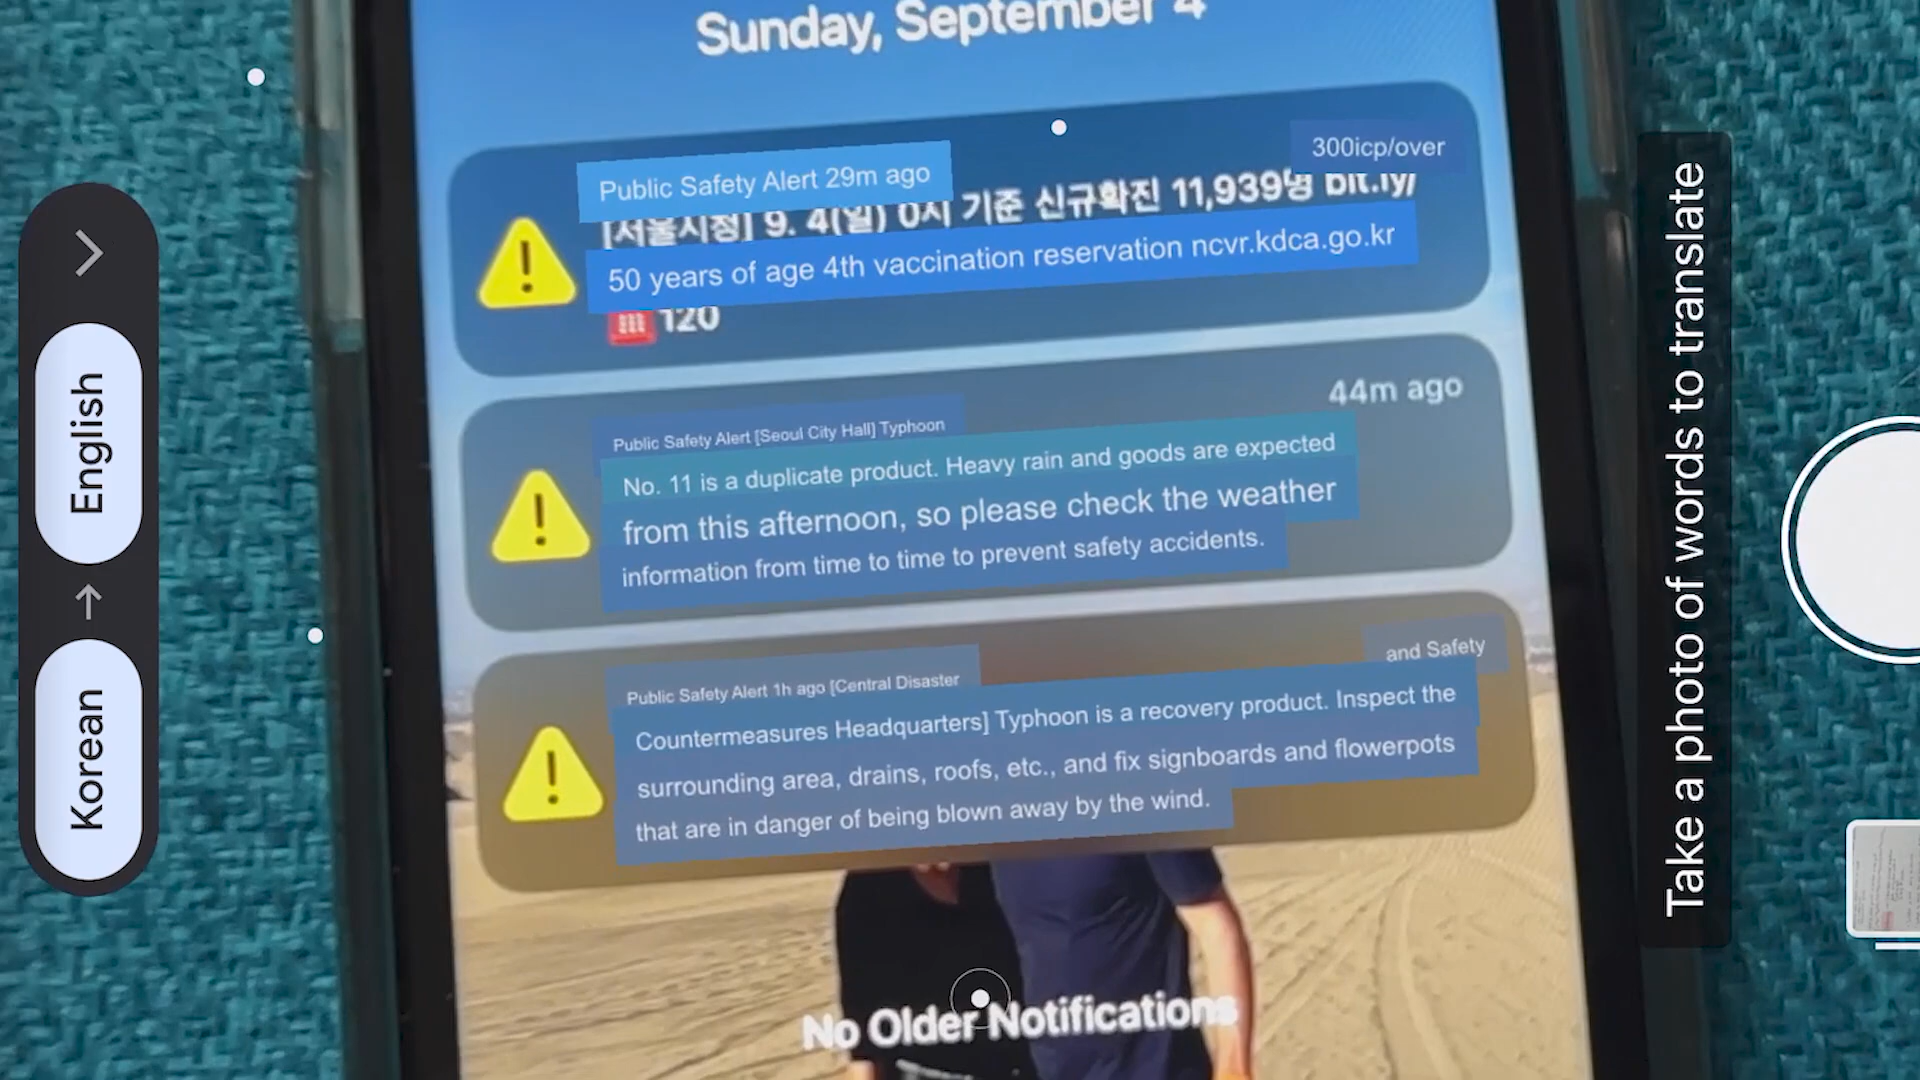 Sunday, September 4
Public Safety Alert 29m ago
300icp/over
[서울시청] 9. 4(일) 0시 기준 신규확진 11,939명 bit.ly/
50 years of age 4th vaccination reservation ncvr.kdca.go.kr
120
44m ago
Public Safety Alert [Seoul City Hall] Typhoon
No. 11 is a duplicate product. Heavy rain and goods are expected
from this afternoon, so please check the weather
information from time to time to prevent safety accidents.
and Safety
Public Safety Alert 1h ago [Central Disaster
Countermeasures Headquarters] Typhoon is a recovery product. Inspect the
surrounding area, drains, roofs, etc., and fix signboards and flowerpots
that are in danger of being blown away by the wind.
No Older Notifications
Korean → English
Take a photo of words to translate